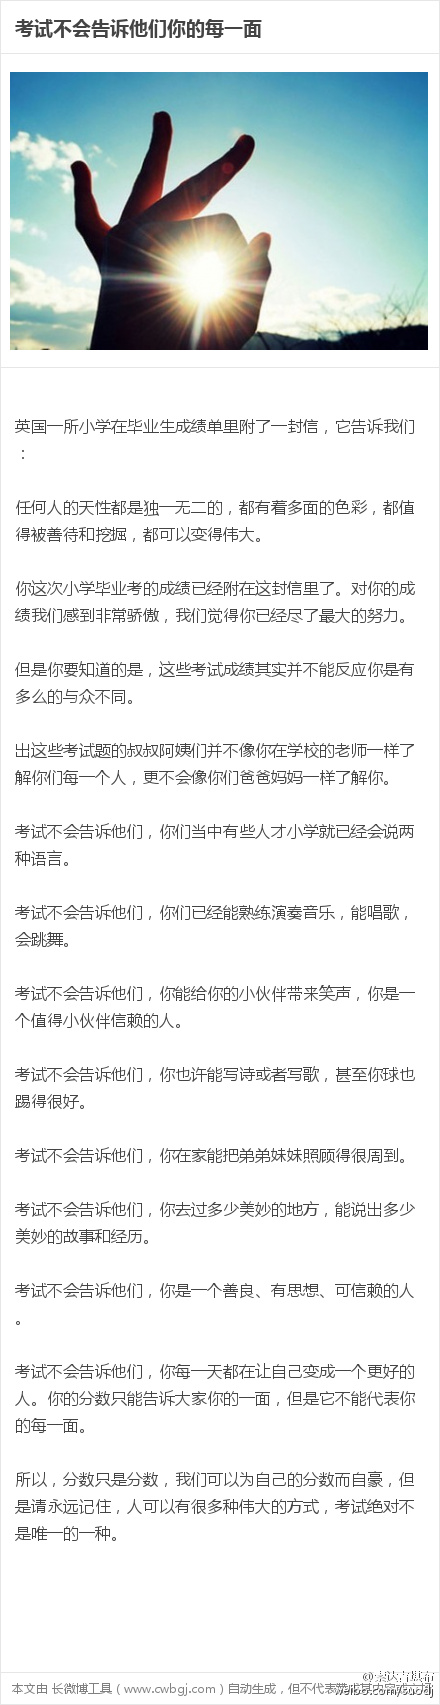 考试不会告诉他们你的每一面
英国一所小学在毕业生成绩单里附了一封信，它告诉我们
：
任何人的天性都是独一无二的，都有着多面的色彩，都值
得被善待和挖掘，都可以变得伟大。
你这次小学毕业考的成绩已经附在这封信里了。对你的成
绩我们感到非常骄傲，我们觉得你已经尽了最大的努力。
但是你要知道的是，这些考试成绩其实并不能反应你是有
多么的与众不同。
出这些考试题的叔叔阿姨们并不像你在学校的老师一样了
解你们每一个人，更不会像你们爸爸妈妈一样了解你。
考试不会告诉他们，你们当中有些人才小学就已经会说两
种语言。
考试不会告诉他们，你们已经能熟练演奏音乐，能唱歌，
会跳舞。
考试不会告诉他们，你能给你的小伙伴带来笑声，你是一
个值得小伙伴信赖的人。
考试不会告诉他们，你也许能写诗或者写歌，甚至你球也
踢得很好。
考试不会告诉他们，你在家能把弟弟妹妹照顾得很周到。
考试不会告诉他们，你去过多少美妙的地方，能说出多少
美妙的故事和经历。
考试不会告诉他们，你是一个善良、有思想、可信赖的人
。
考试不会告诉他们，你每一天都在让自己变成一个更好的
人。你的分数只能告诉大家你的一面，但是它不能代表你
的每一面。
所以，分数只是分数，我们可以为自己的分数而自豪，但
是请永远记住，人可以有很多种伟大的方式，考试绝对不
是唯一的一种。
本文由 长微博工具（www.cwbgj.com）自动生成，但不代表